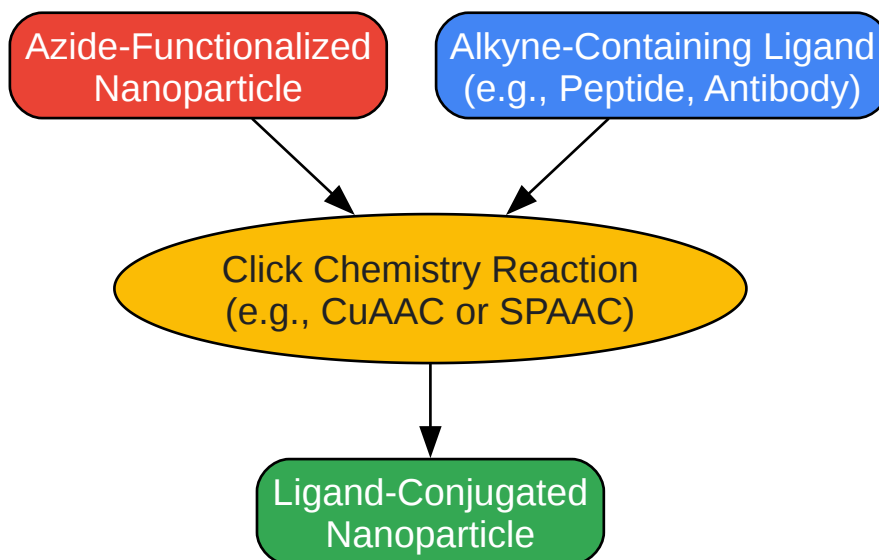 Azide-Functionalized
Nanoparticle
Alkyne-Containing Ligand
(e.g., Peptide, Antibody)
Click Chemistry Reaction
(e.g., CuAAC or SPAAC)
Ligand-Conjugated
Nanoparticle